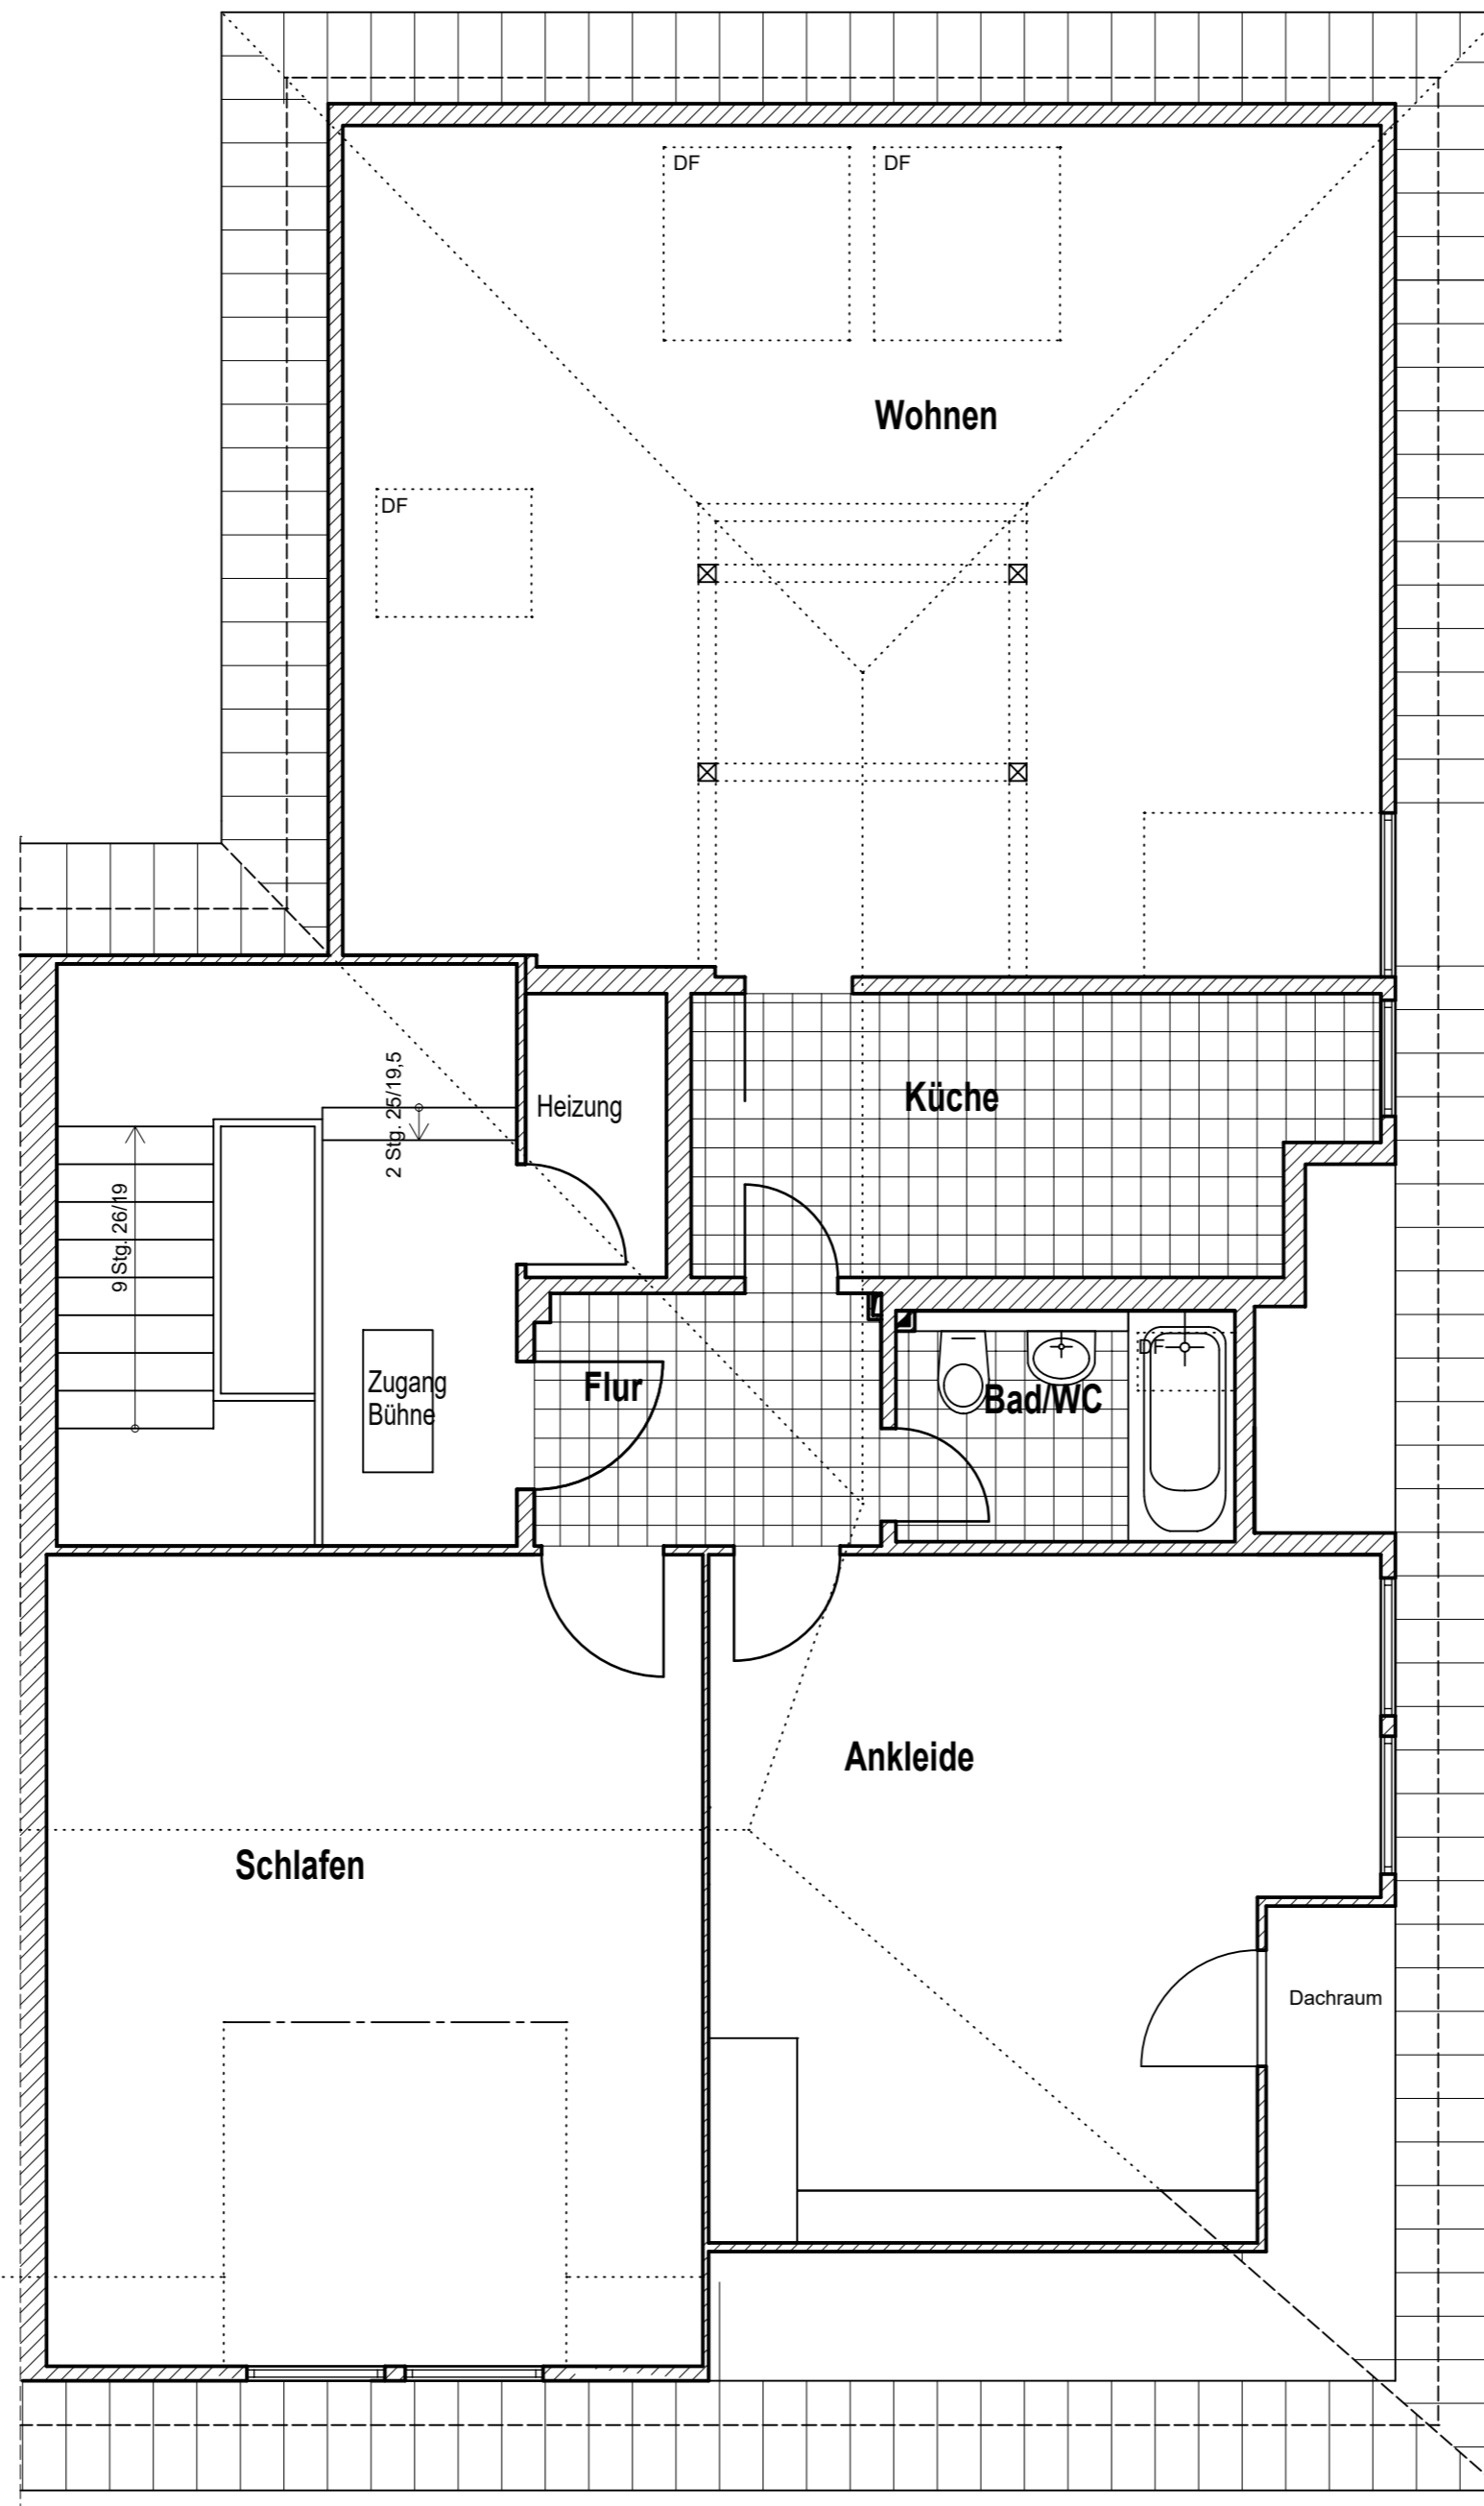 DF
DF
Wohnen
DF
2 Stg. 25/19,5
Heizung
Küche
9 Stg. 26/19
Zugang
Bühne
Flur
DF
Bad/WC
Ankleide
Schlafen
Dachraum